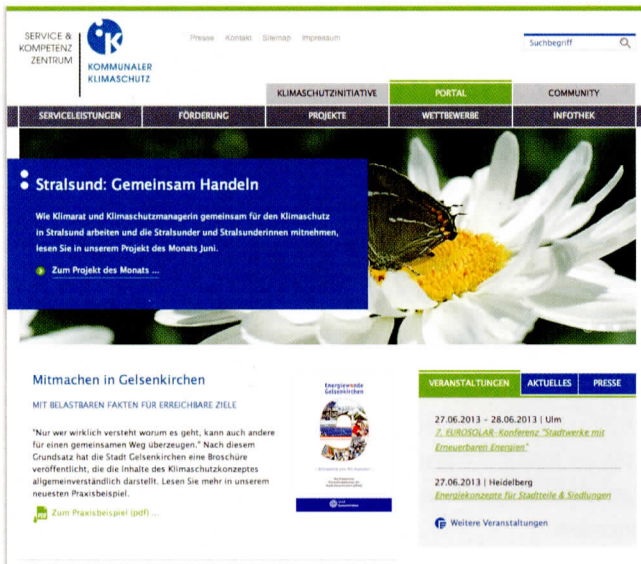 SERVICE &
KOMPETENZ
ZENTRUM
KOMMUNALER
KLIMASCHUTZ
Presse Kontakt Sitemap Impressum
Suchbegriff
KLIMASCHUTZINITIATIVE PORTAL COMMUNITY
SERVICELEISTUNGEN FÖRDERUNG PROJEKTE WETTBEWERBE INFOTHEK
Stralsund: Gemeinsam Handeln
Wie Klimarat und Klimaschutzmanagerin gemeinsam für den Klimaschutz
in Stralsund arbeiten und die Stralsunder und Stralsunderinnen mitnehmen,
lesen Sie in unserem Projekt des Monats Juni.
Zum Projekt des Monats ...
Mitmachen in Gelsenkirchen
MIT BELASTBAREN FAKTEN FÜR ERREICHBARE ZIELE
"Nur wer wirklich versteht worum es geht, kann auch andere
für einen gemeinsamen Weg überzeugen." Nach diesem
Grundsatz hat die Stadt Gelsenkirchen eine Broschüre
veröffentlicht, die die Inhalte des Klimaschutzkonzeptes
allgemeinverständlich darstellt. Lesen Sie mehr in unserem
neuesten Praxisbeispiel.
Zum Praxisbeispiel (pdf) ...
Energiewende
Gelsenkirchen
VERANSTALTUNGEN AKTUELLES PRESSE
27.06.2013 – 28.06.2013 | Ulm
7. EUROSOLAR-Konferenz "Stadtwerke mit
Erneuerbaren Energien"
27.06.2013 | Heidelberg
Energiekonzepte für Stadtteile & Siedlungen
Weitere Veranstaltungen